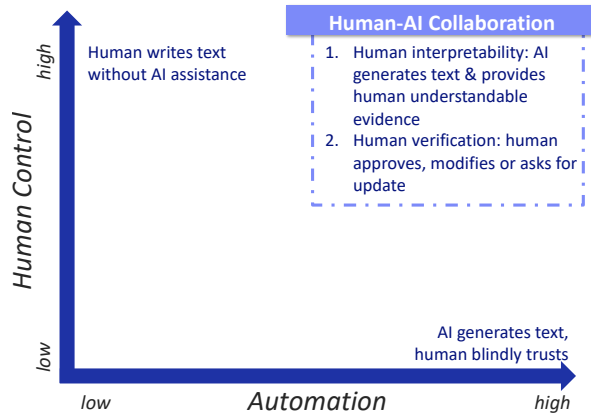 Human-AI Collaboration
Human writes text
without AI assistance
1. Human interpretability: AI
generates text & provides
human understandable
evidence
2. Human verification: human
approves, modifies or asks for
update
high
Human Control
low
AI generates text,
human blindly trusts
low
Automation
high